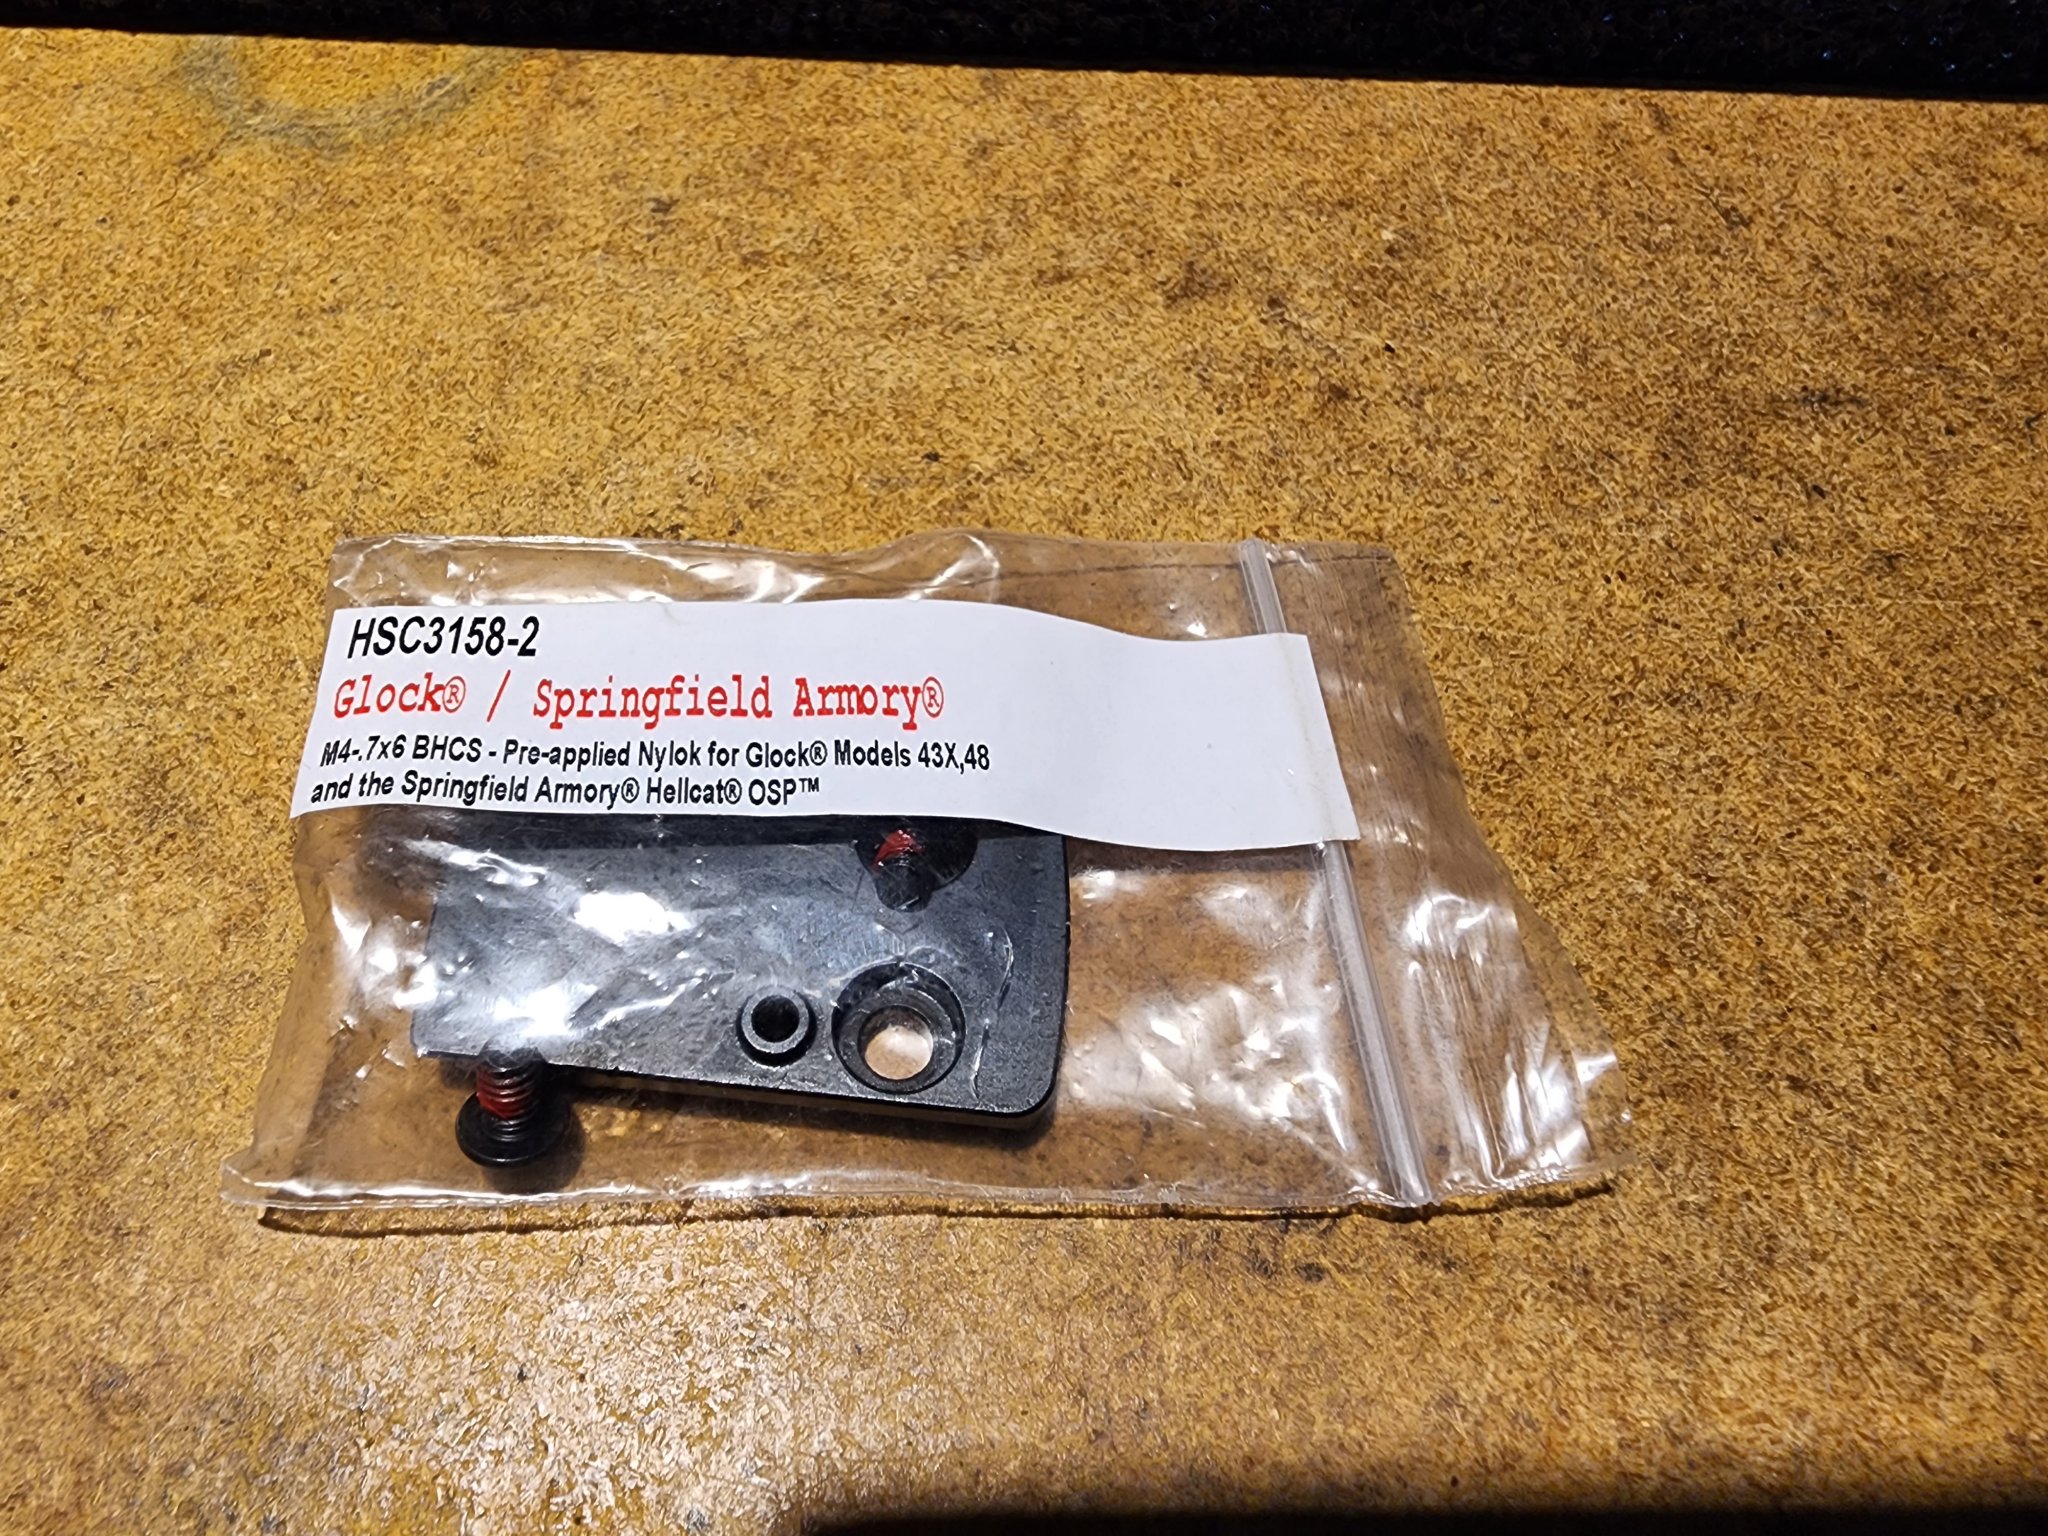 HSC3158-2
Glock® / Springfield Armory®
M4-.7x6 BHCS - Pre-applied Nylok for Glock® Models 43X,48
and the Springfield Armory® Hellcat® OSP™